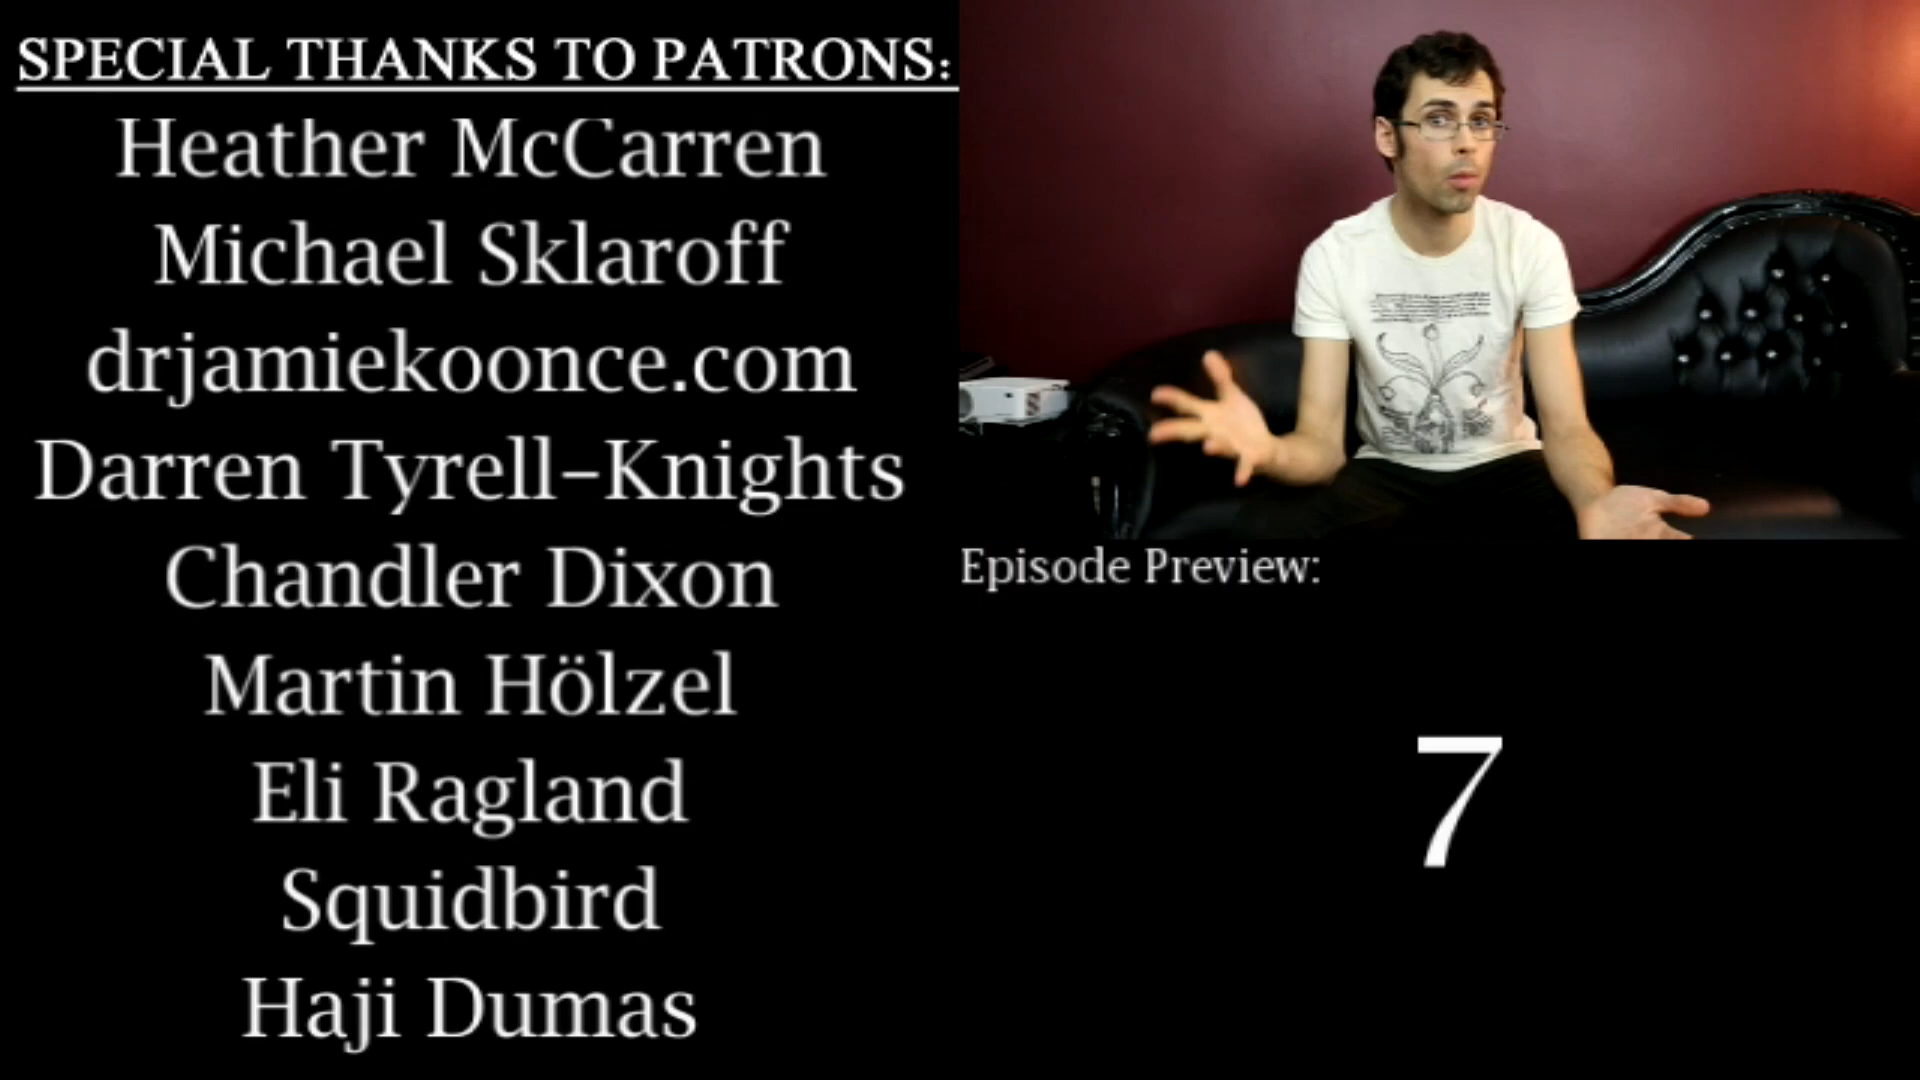 SPECIAL THANKS TO PATRONS:
Heather McCarren
Michael Sklaroff
drjamiekoonce.com
Darren Tyrell-Knights
Chandler Dixon
Martin Hölzel
Eli Ragland
Squidbird
Haji Dumas
Episode Preview:
7